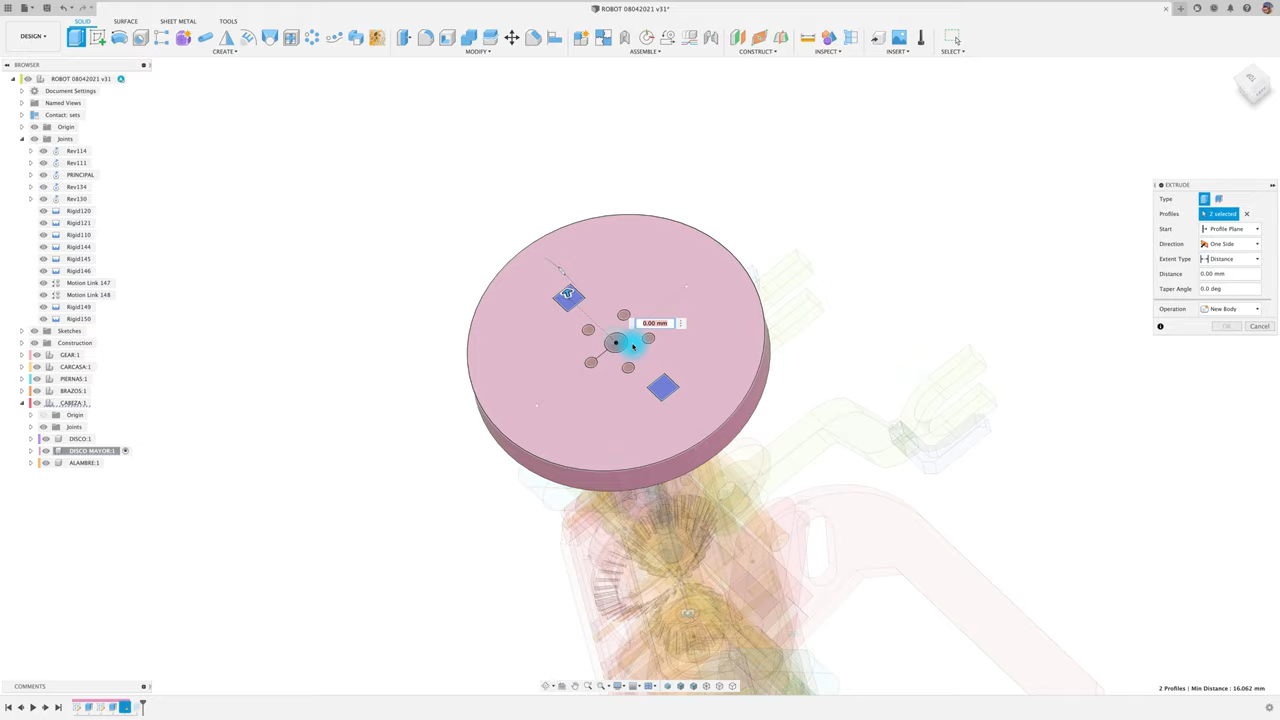 ROBOT 08042021 v31*
SOLID SURFACE SHEET METAL TOOLS
DESIGN ▾
CREATE ▾ MODIFY ▾ ASSEMBLE ▾ CONSTRUCT ▾ INSPECT ▾ INSERT ▾ SELECT ▾
BROWSER
ROBOT 08042021 v31
Document Settings
Named Views
Contact: sets
Origin
Joints
Rev114
Rev111
PRINCIPAL
Rev134
Rev130
Rigid120
Rigid121
Rigid110
Rigid144
Rigid145
Rigid146
Motion Link 147
Motion Link 148
Rigid149
Rigid150
Sketches
Construction
GEAR:1
CARCASA:1
PIERNAS:1
BRAZOS:1
CABEZA:1
Origin
Joints
DISCO:1
DISCO MAYOR:1
ALAMBRE:1
0.00 mm
EXTRUDE
Type
Profiles 2 selected
Start Profile Plane
Direction One Side
Extent Type Distance
Distance 0.00 mm
Taper Angle 0.0 deg
Operation New Body
OK Cancel
COMMENTS
2 Profiles | Min Distance : 16.062 mm